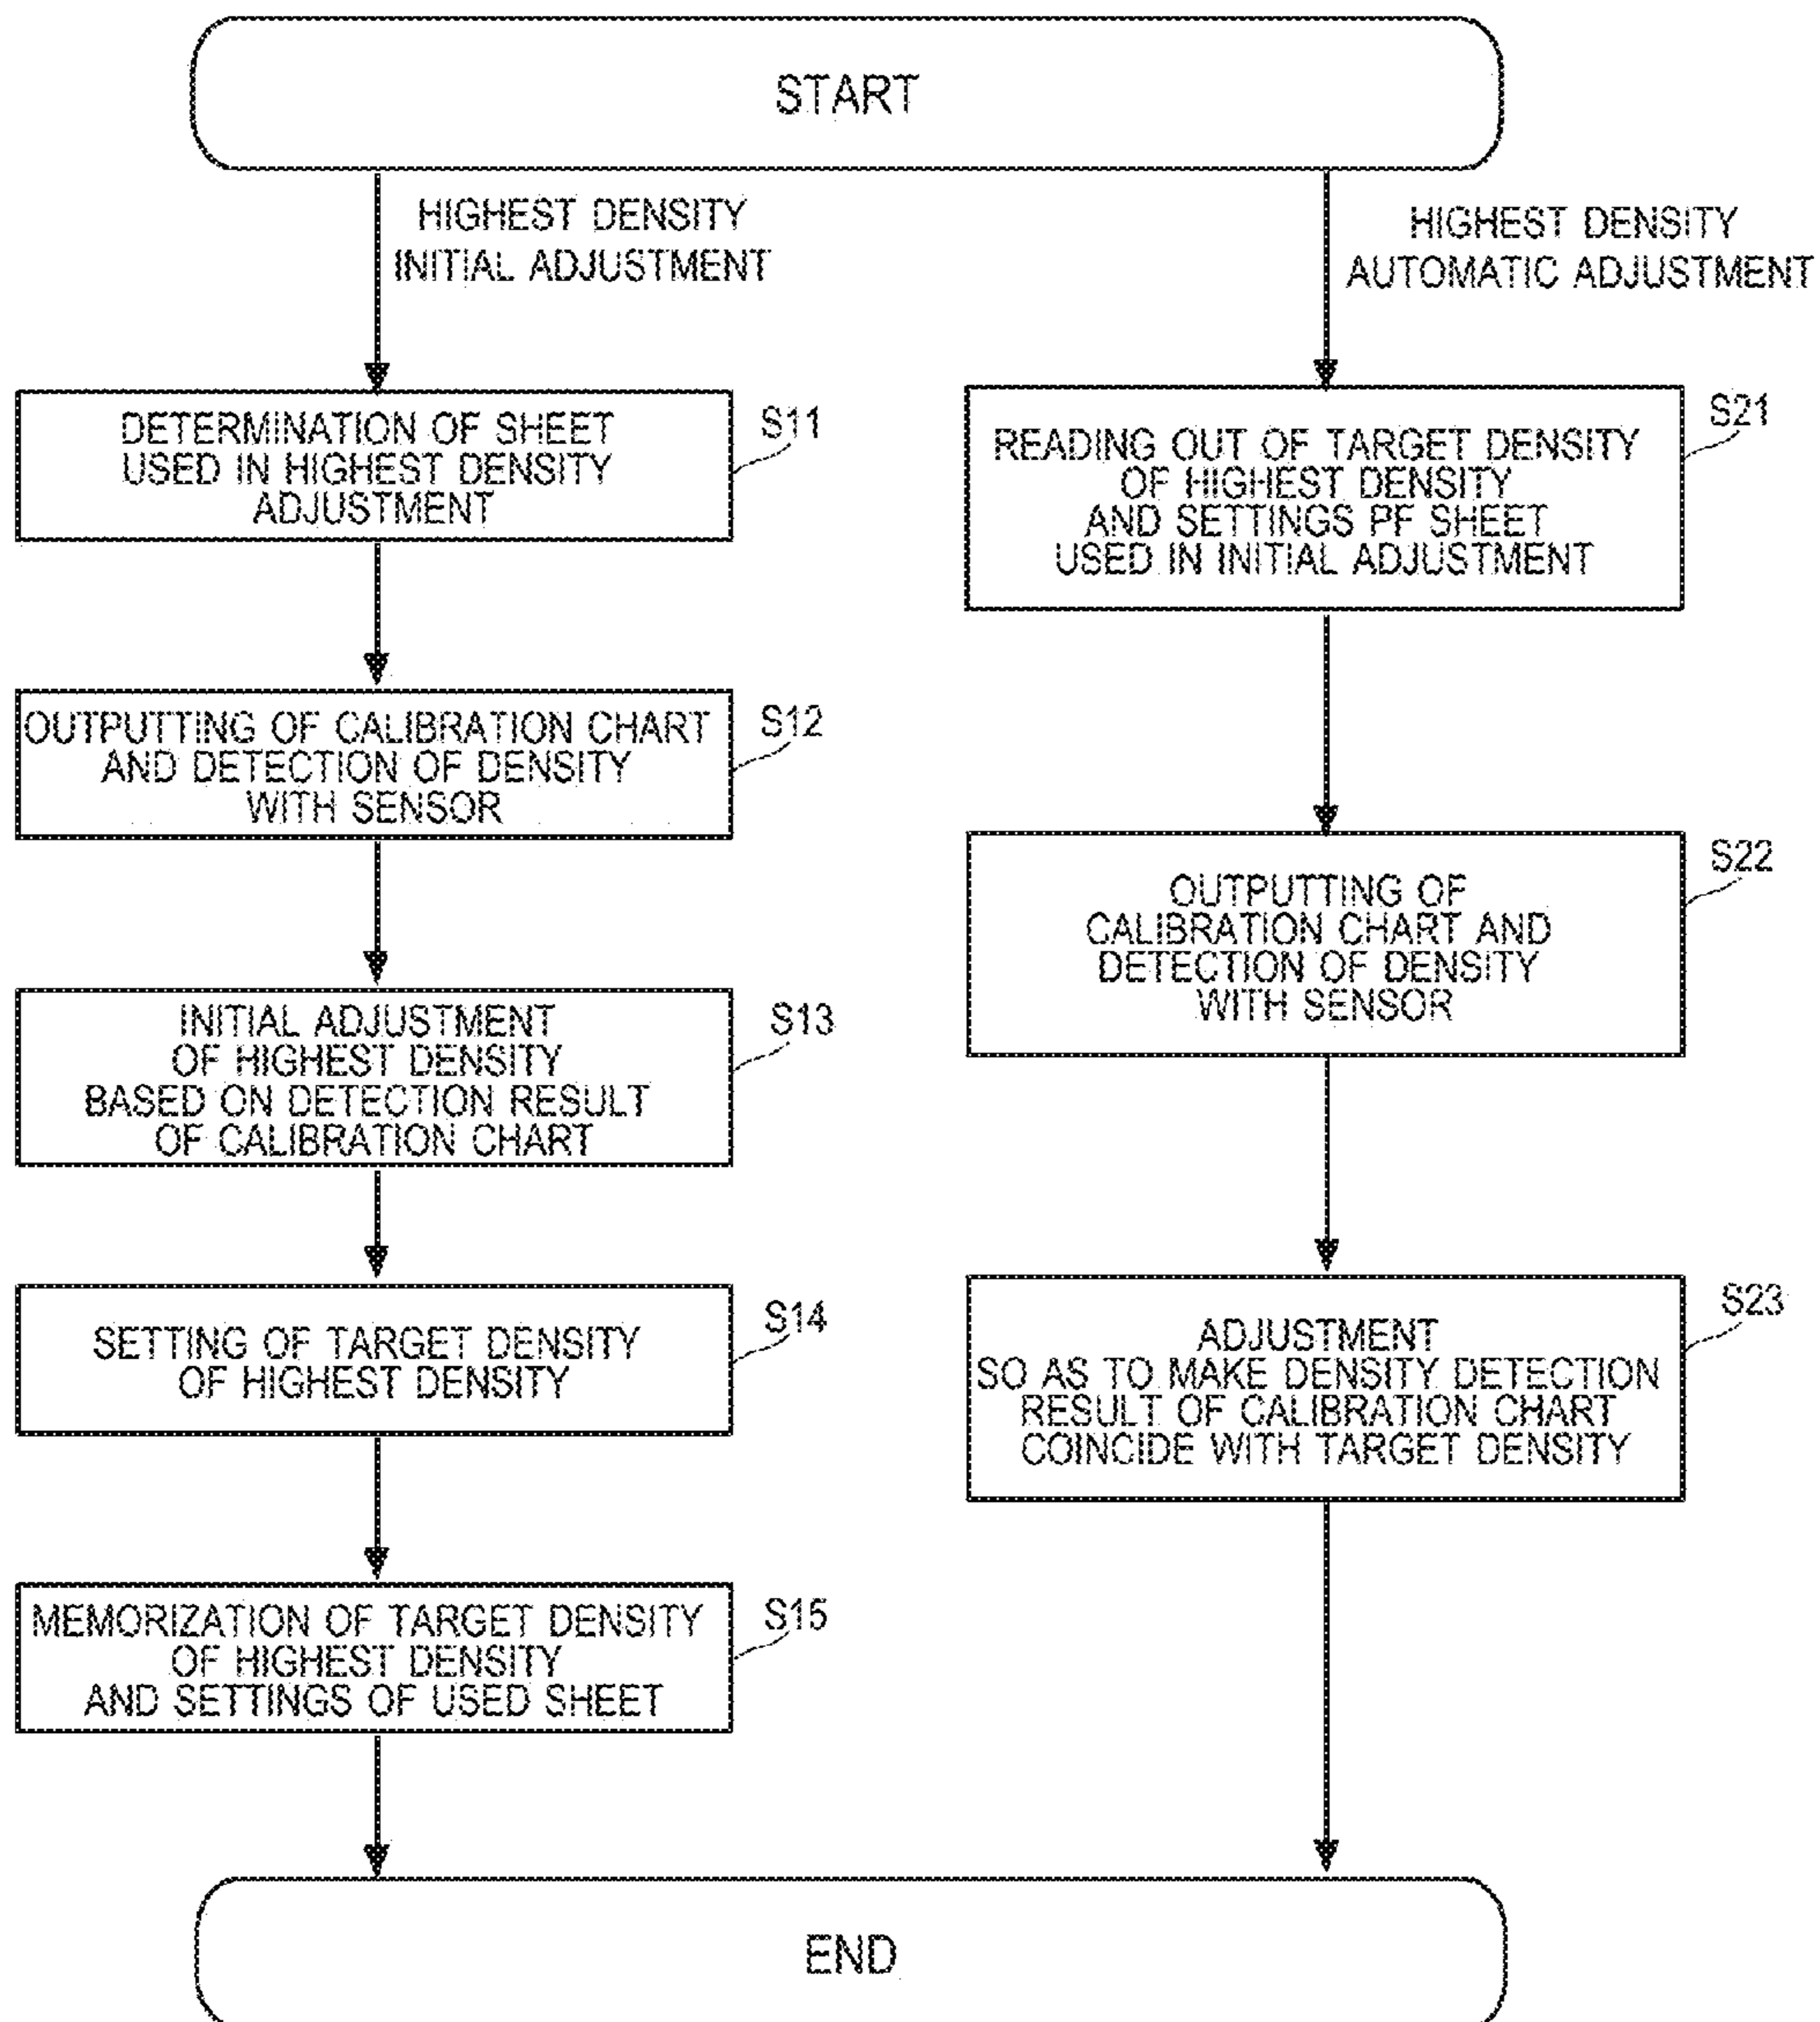 START
HIGHEST DENSITY
INITIAL ADJUSTMENT
HIGHEST DENSITY
AUTOMATIC ADJUSTMENT
DETERMINATION OF SHEET
USED IN HIGHEST DENSITY
ADJUSTMENT
S11
OUTPUTTING OF CALIBRATION CHART
AND DETECTION OF DENSITY
WITH SENSOR
S12
INITIAL ADJUSTMENT
OF HIGHEST DENSITY
BASED ON DETECTION RESULT
OF CALIBRATION CHART
S13
SETTING OF TARGET DENSITY
OF HIGHEST DENSITY
S14
MEMORIZATION OF TARGET DENSITY
OF HIGHEST DENSITY
AND SETTINGS OF USED SHEET
S15
READING OUT OF TARGET DENSITY
OF HIGHEST DENSITY
AND SETTINGS PF SHEET
USED IN INITIAL ADJUSTMENT
S21
OUTPUTTING OF
CALIBRATION CHART AND
DETECTION OF DENSITY
WITH SENSOR
S22
ADJUSTMENT
SO AS TO MAKE DENSITY DETECTION
RESULT OF CALIBRATION CHART
COINCIDE WITH TARGET DENSITY
S23
END